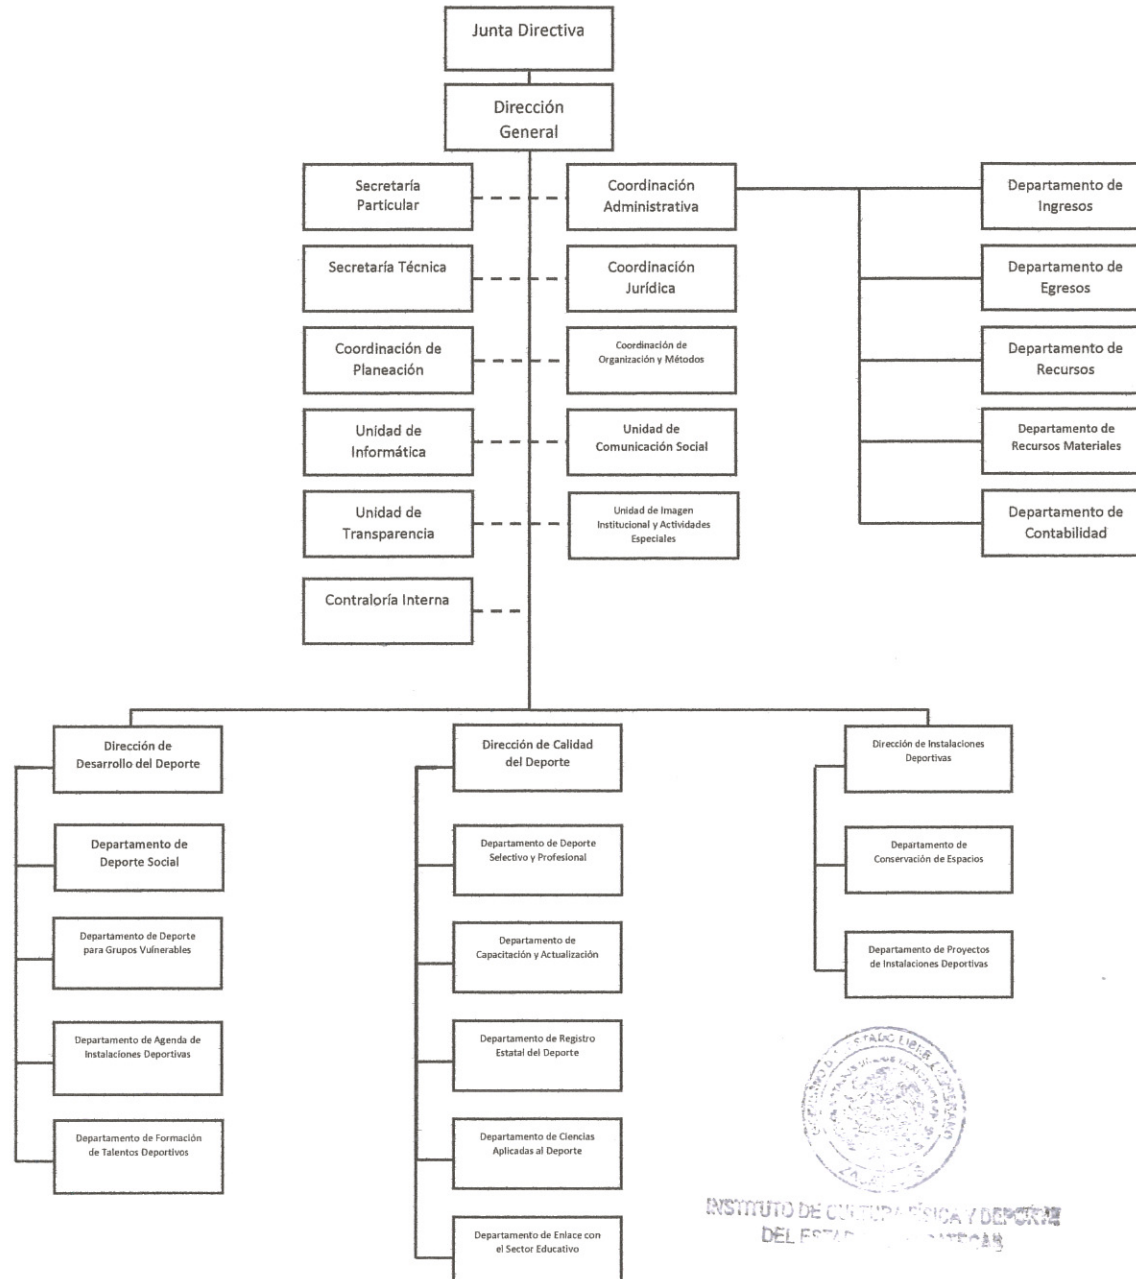 Junta Directiva
Dirección
General
Secretaría
Particular
Coordinación
Administrativa
Departamento de
Ingresos
Secretaría Técnica
Coordinación
Jurídica
Departamento de
Egresos
Coordinación de
Planeación
Coordinación de
Organización y Métodos
Departamento de
Recursos
Unidad de
Informática
Unidad de
Comunicación Social
Departamento de
Recursos Materiales
Unidad de
Transparencia
Unidad de Imagen
Institucional y Actividades
Especiales
Departamento de
Contabilidad
Contraloría Interna
Dirección de
Desarrollo del Deporte
Departamento de
Deporte Social
Departamento de Deporte
para Grupos Vulnerables
Departamento de Agenda de
Instalaciones Deportivas
Departamento de Formación
de Talentos Deportivos
Dirección de Calidad
del Deporte
Departamento de Deporte
Selectivo y Profesional
Departamento de
Capacitación y Actualización
Departamento de Registro
Estatal del Deporte
Departamento de Ciencias
Aplicadas al Deporte
Departamento de Enlace con
el Sector Educativo
Dirección de Instalaciones
Deportivas
Departamento de
Conservación de Espacios
Departamento de Proyectos
de Instalaciones Deportivas
INSTITUTO DE CULTURA FÍSICA Y DEPORTE
DEL